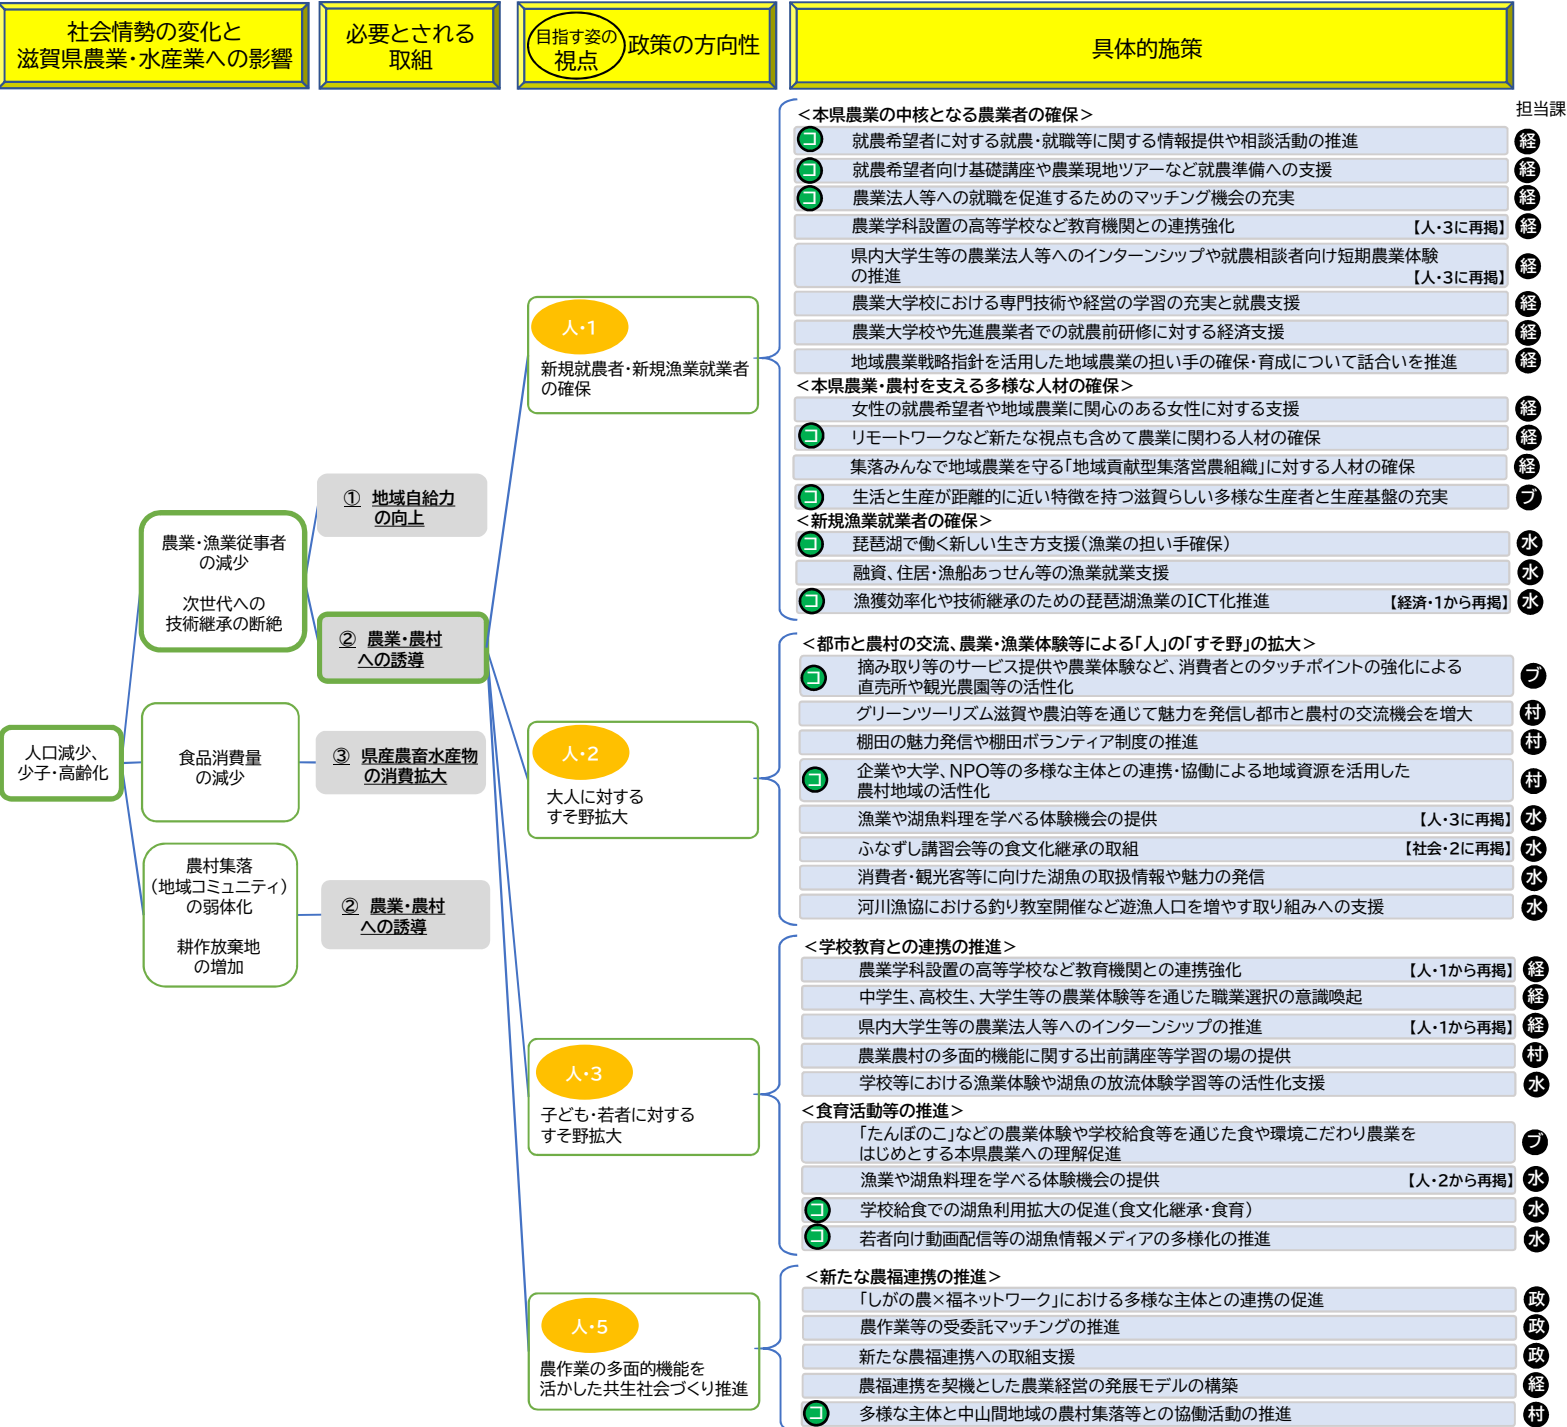 社会情勢の変化と
滋賀県農業・水産業への影響
必要とされる
取組
目指す姿の
視点
政策の方向性
具体的施策
担当課
人口減少、
少子・高齢化
農業・漁業従事者
の減少
次世代への
技術継承の断絶
食品消費量
の減少
農村集落
（地域コミュニティ）
の弱体化
耕作放棄地
の増加
① 地域自給力
の向上
② 農業・農村
への誘導
③ 県産農畜水産物
の消費拡大
② 農業・農村
への誘導
人・1
新規就農者・新規漁業就業者
の確保
＜本県農業の中核となる農業者の確保＞
コ 就農希望者に対する就農・就職等に関する情報提供や相談活動の推進 経
コ 就農希望者向け基礎講座や農業現地ツアーなど就農準備への支援 経
コ 農業法人等への就職を促進するためのマッチング機会の充実 経
農業学科設置の高等学校など教育機関との連携強化 【人・3に再掲】 経
県内大学生等の農業法人等へのインターンシップや就農相談者向け短期農業体験
の推進 【人・3に再掲】 経
農業大学校における専門技術や経営の学習の充実と就農支援 経
農業大学校や先進農業者での就農前研修に対する経済支援 経
地域農業戦略指針を活用した地域農業の担い手の確保・育成について話合いを推進 経
＜本県農業・農村を支える多様な人材の確保＞
女性の就農希望者や地域農業に関心のある女性に対する支援 経
コ リモートワークなど新たな視点も含めて農業に関わる人材の確保 経
集落みんなで地域農業を守る「地域貢献型集落営農組織」に対する人材の確保 経
コ 生活と生産が距離的に近い特徴を持つ滋賀らしい多様な生産者と生産基盤の充実 ブ
＜新規漁業就業者の確保＞
コ 琵琶湖で働く新しい生き方支援（漁業の担い手確保） 水
融資、住居・漁船あっせん等の漁業就業支援 水
コ 漁獲効率化や技術継承のための琵琶湖漁業のICT化推進 【経済・1から再掲】 水
人・2
大人に対する
すそ野拡大
＜都市と農村の交流、農業・漁業体験等による「人」の「すそ野」の拡大＞
コ 摘み取り等のサービス提供や農業体験など、消費者とのタッチポイントの強化による
直売所や観光農園等の活性化 ブ
グリーンツーリズム滋賀や農泊等を通じて魅力を発信し都市と農村の交流機会を増大 村
棚田の魅力発信や棚田ボランティア制度の推進 村
コ 企業や大学、NPO等の多様な主体との連携・協働による地域資源を活用した
農村地域の活性化 村
漁業や湖魚料理を学べる体験機会の提供 【人・3に再掲】 水
ふなずし講習会等の食文化継承の取組 【社会・2に再掲】 水
消費者・観光客等に向けた湖魚の取扱情報や魅力の発信 水
河川漁協における釣り教室開催など遊漁人口を増やす取り組みへの支援 水
人・3
子ども・若者に対する
すそ野拡大
＜学校教育との連携の推進＞
農業学科設置の高等学校など教育機関との連携強化 【人・1から再掲】 経
中学生、高校生、大学生等の農業体験等を通じた職業選択の意識喚起 経
県内大学生等の農業法人等へのインターンシップの推進 【人・1から再掲】 経
農業農村の多面的機能に関する出前講座等学習の場の提供 村
学校等における漁業体験や湖魚の放流体験学習等の活性化支援 水
＜食育活動等の推進＞
「たんぼのこ」などの農業体験や学校給食等を通じた食や環境こだわり農業を
はじめとする本県農業への理解促進 ブ
漁業や湖魚料理を学べる体験機会の提供 【人・2から再掲】 水
コ 学校給食での湖魚利用拡大の促進（食文化継承・食育） 水
コ 若者向け動画配信等の湖魚情報メディアの多様化の推進 水
人・5
農作業の多面的機能を
活かした共生社会づくり推進
＜新たな農福連携の推進＞
「しがの農×福ネットワーク」における多様な主体との連携の促進 政
農作業等の受委託マッチングの推進 政
新たな農福連携への取組支援 政
農福連携を契機とした農業経営の発展モデルの構築 経
コ 多様な主体と中山間地域の農村集落等との協働活動の推進 村